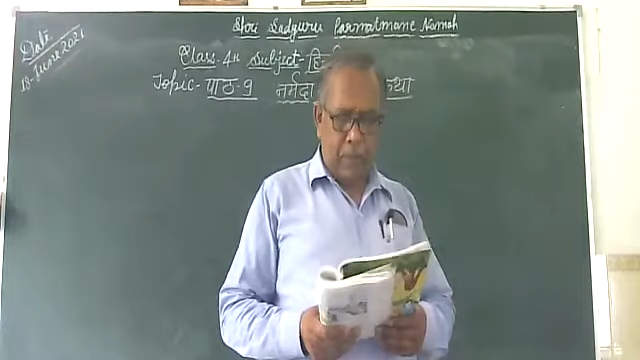 Shri Sadguru Parmatmane Namah
Date
Class- 4th Subject- हिन्
18-June 2021
Topic- पाठ-9 नर्मदा कथा